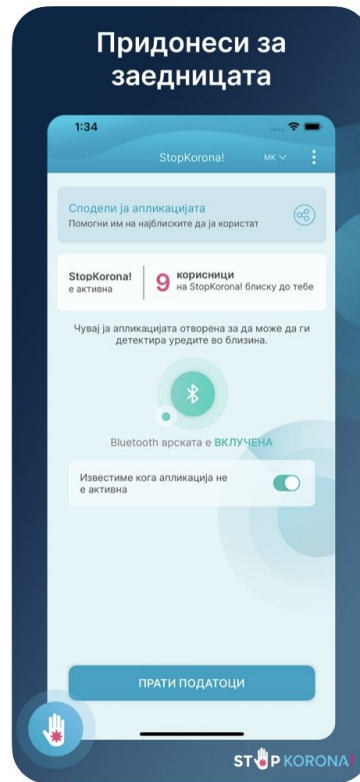 Придонеси за
заедницата
1:34
StopKorona!
МК
Сподели ја апликацијата
Помогни им на најблиските да ја користат
StopKorona!
е активна
9
корисници
на StopKorona! блиску до тебе
Чувај ја апликацијата отворена за да може да ги
детектира уредите во близина.
Bluetooth врската е ВКЛУЧЕНА
Известиме кога апликација не
е активна
ПРАТИ ПОДАТОЦИ
STOP KORONA!